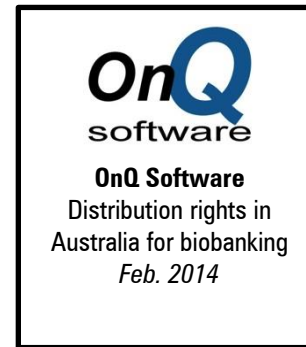 OnQ
software
OnQ Software
Distribution rights in
Australia for biobanking
Feb. 2014